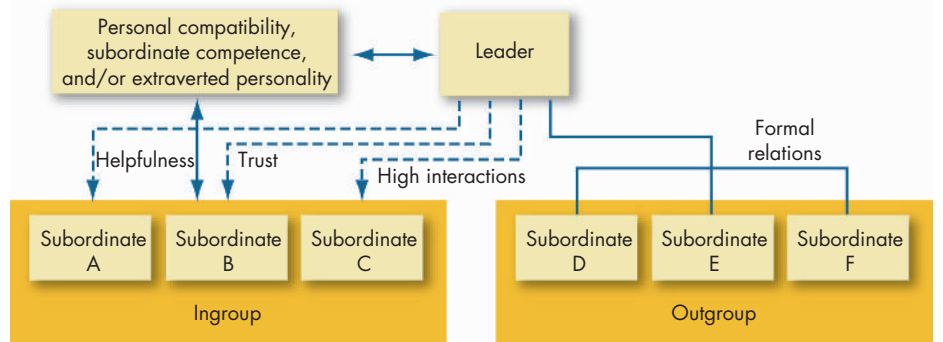 Personal compatibility,
subordinate competence,
and/or extraverted personality
Leader
Formal
relations
Helpfulness
Trust
High interactions
Subordinate
A
Subordinate
B
Subordinate
C
Subordinate
D
Subordinate
E
Subordinate
F
Ingroup
Outgroup